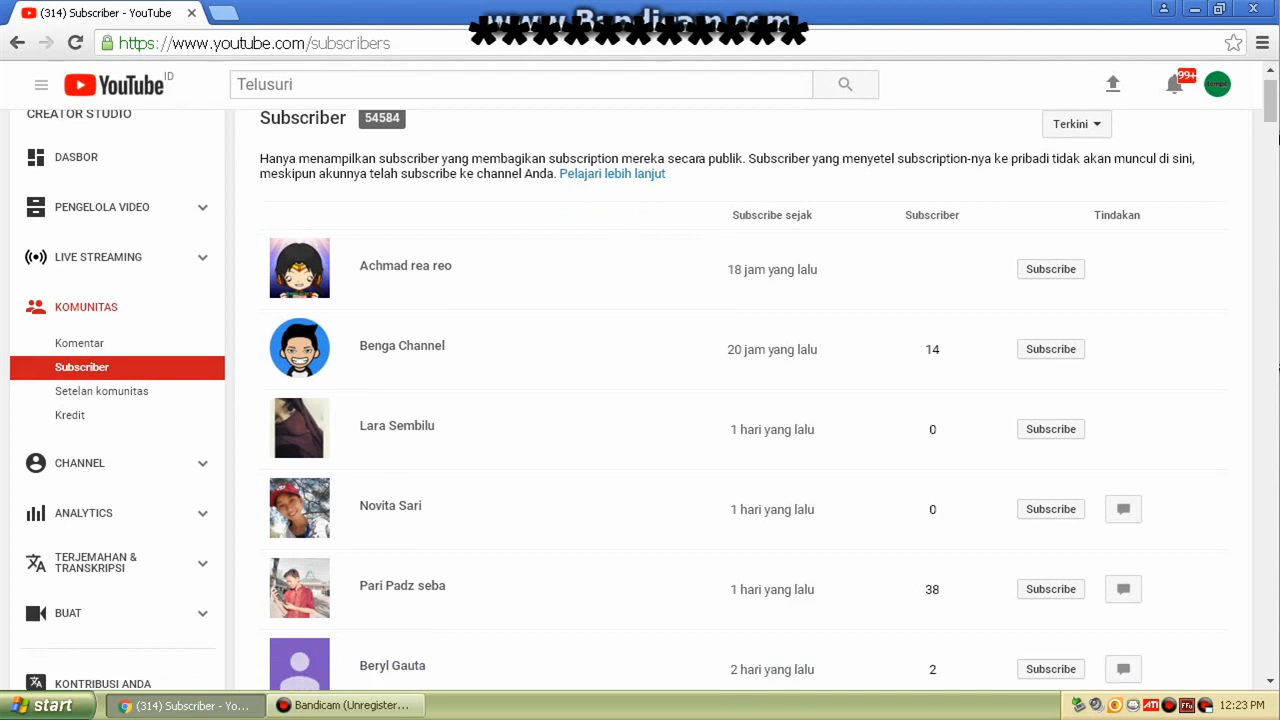 (314) Subscriber - YouTube
www.Bandicam.com
***********
https://www.youtube.com/subscribers
YouTube ID
Telusuri
99+
CREATOR STUDIO
DASBOR
PENGELOLA VIDEO
LIVE STREAMING
KOMUNITAS
Komentar
Subscriber
Setelan komunitas
Kredit
CHANNEL
ANALYTICS
TERJEMAHAN &
TRANSKRIPSI
BUAT
KONTRIBUSI ANDA
Subscriber 54584
Terkini
Hanya menampilkan subscriber yang membagikan subscription mereka secara publik. Subscriber yang menyetel subscription-nya ke pribadi tidak akan muncul di sini,
meskipun akunnya telah subscribe ke channel Anda. Pelajari lebih lanjut
Subscribe sejak Subscriber Tindakan
Achmad rea reo 18 jam yang lalu Subscribe
Benga Channel 20 jam yang lalu 14 Subscribe
Lara Sembilu 1 hari yang lalu 0 Subscribe
Novita Sari 1 hari yang lalu 0 Subscribe
Pari Padz seba 1 hari yang lalu 38 Subscribe
Beryl Gauta 2 hari yang lalu 2 Subscribe
start
(314) Subscriber - Yo...
Bandicam (Unregister...
ATI
FFu
12:23 PM